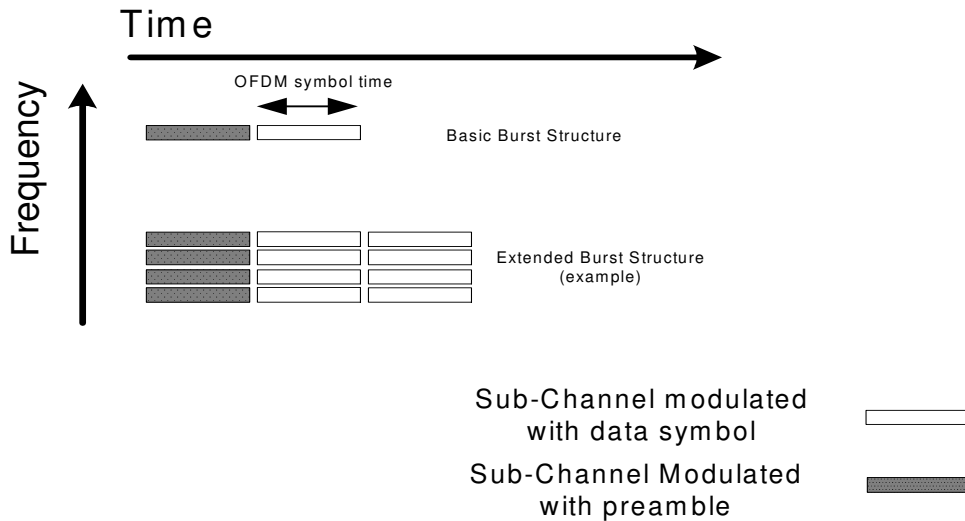 Time
Frequency
OFDM symbol time
Basic Burst Structure
Extended Burst Structure
(example)
Sub-Channel modulated
with data symbol
Sub-Channel Modulated
with preamble